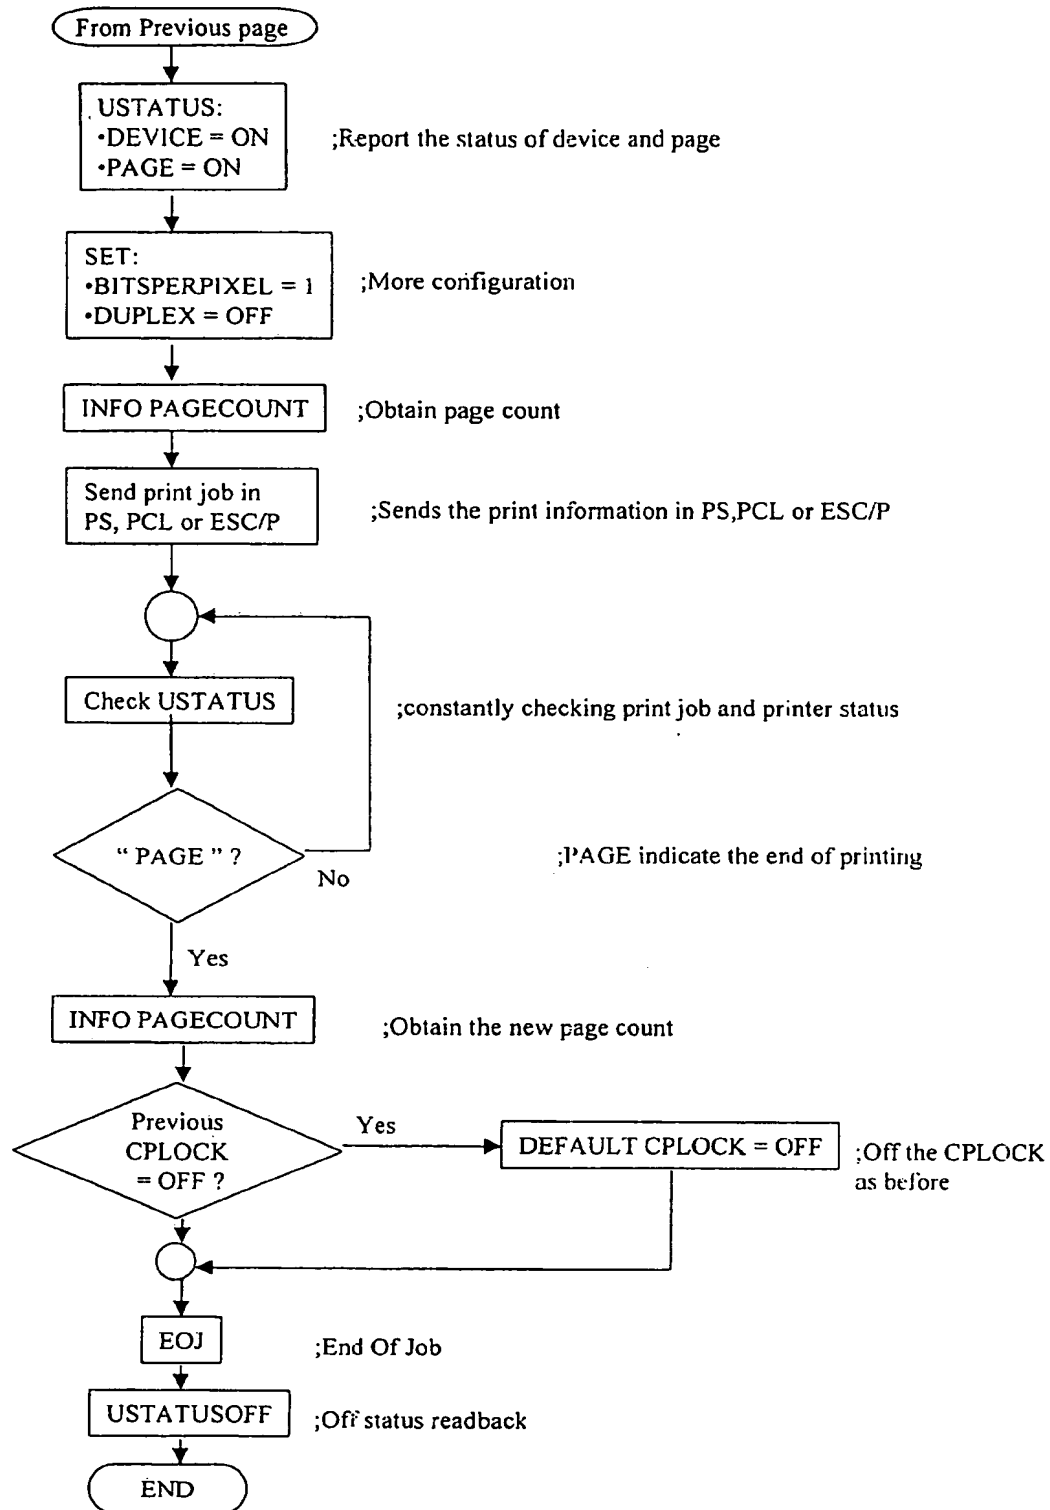 From Previous page
USTATUS:
•DEVICE = ON
•PAGE = ON
;Report the status of device and page
SET:
•BITSPERPIXEL = 1
•DUPLEX = OFF
;More configuration
INFO PAGECOUNT
;Obtain page count
Send print job in
PS, PCL or ESC/P
;Sends the print information in PS,PCL or ESC/P
Check USTATUS
;constantly checking print job and printer status
“ PAGE ” ?
No
;PAGE indicate the end of printing
Yes
INFO PAGECOUNT
;Obtain the new page count
Previous
CPLOCK
= OFF ?
Yes
DEFAULT CPLOCK = OFF
;Off the CPLOCK
as before
EOJ
;End Of Job
USTATUSOFF
;Off status readback
END